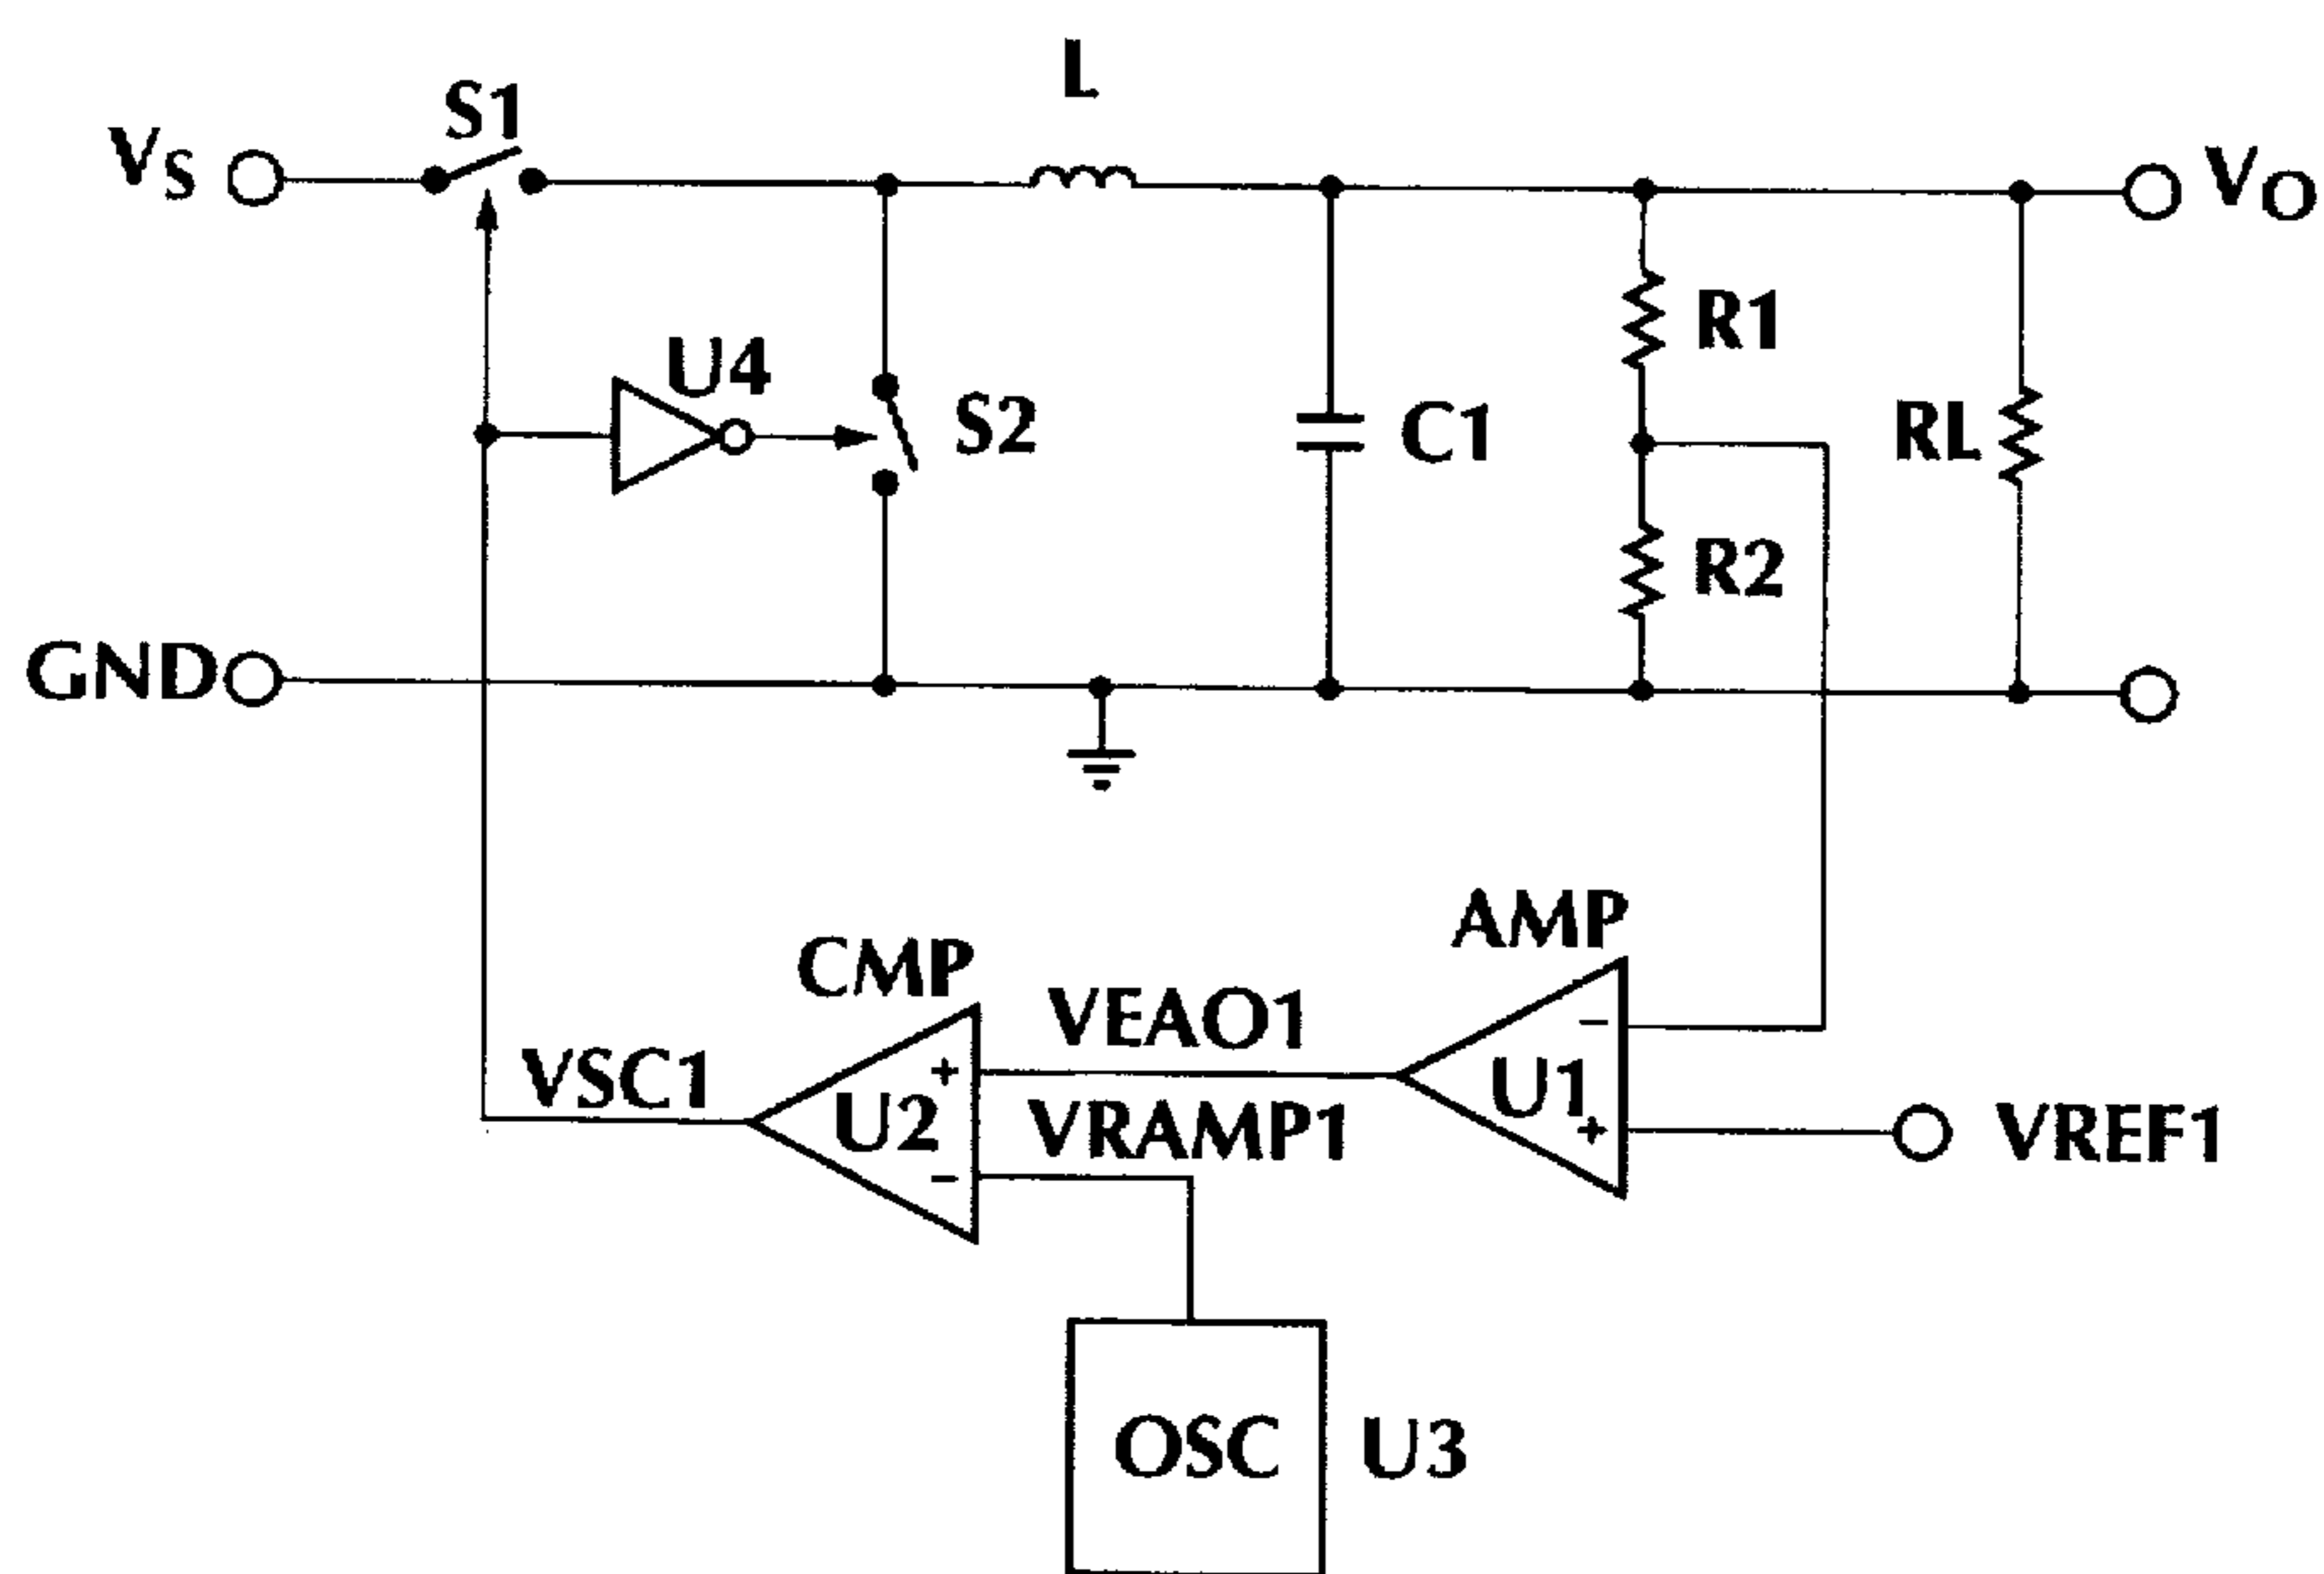 L
S1
VS
VO
R1
U4
S2
C1
RL
R2
GND
AMP
CMP
VEAO1
VSC1
+
−
U1
U2
VRAMP1
+
VREF1
−
OSC
U3